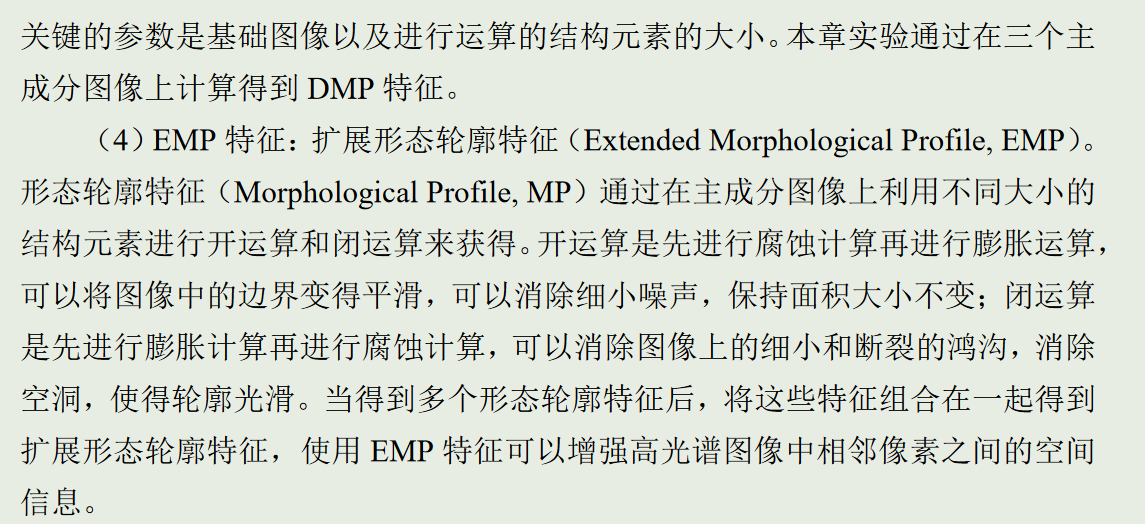 关键的参数是基础图像以及进行运算的结构元素的大小。本章实验通过在三个主
成分图像上计算得到 DMP 特征。
（4）EMP 特征：扩展形态轮廓特征（Extended Morphological Profile, EMP）。
形态轮廓特征（Morphological Profile, MP）通过在主成分图像上利用不同大小的
结构元素进行开运算和闭运算来获得。开运算是先进行腐蚀计算再进行膨胀运算，
可以将图像中的边界变得平滑，可以消除细小噪声，保持面积大小不变；闭运算
是先进行膨胀计算再进行腐蚀计算，可以消除图像上的细小和断裂的鸿沟，消除
空洞，使得轮廓光滑。当得到多个形态轮廓特征后，将这些特征组合在一起得到
扩展形态轮廓特征，使用 EMP 特征可以增强高光谱图像中相邻像素之间的空间
信息。